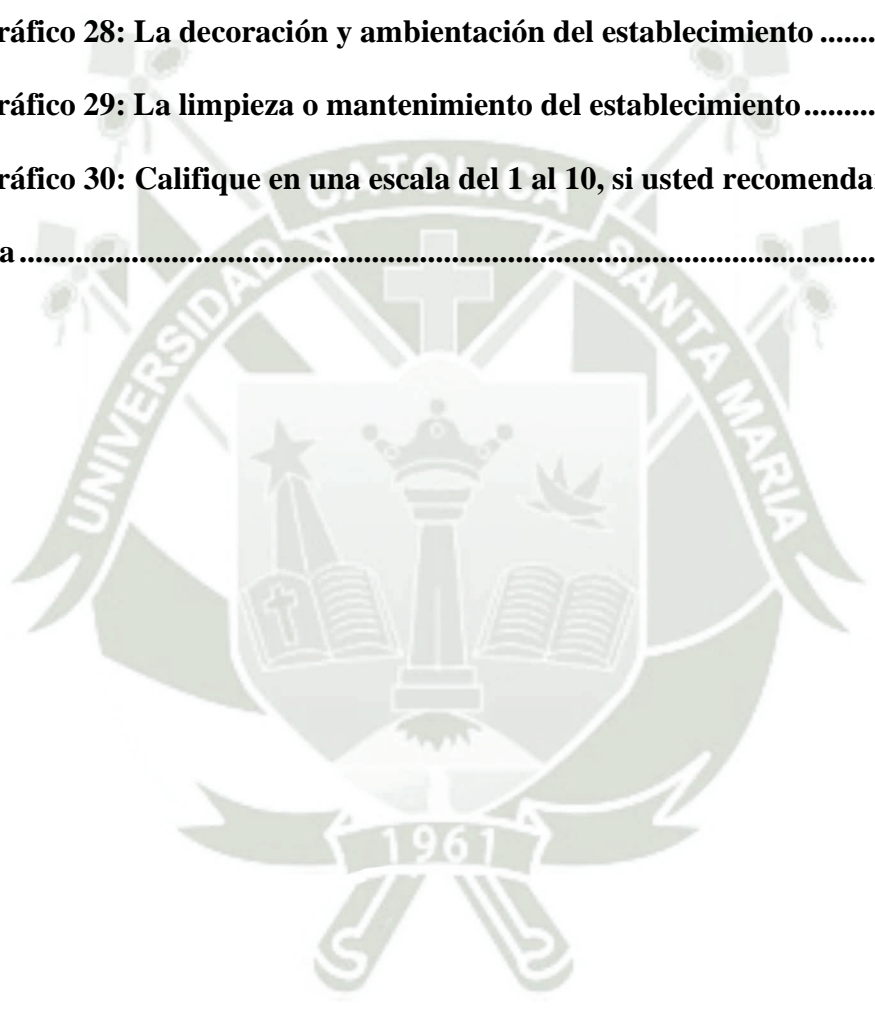 ráfico 28: La decoración y ambientación del establecimiento .......
ráfico 29: La limpieza o mantenimiento del establecimiento.........
ráfico 30: Califique en una escala del 1 al 10, si usted recomenda
a.............................................................................................................
UNIVERSIDAD CATOLICA SANTA MARIA
1961